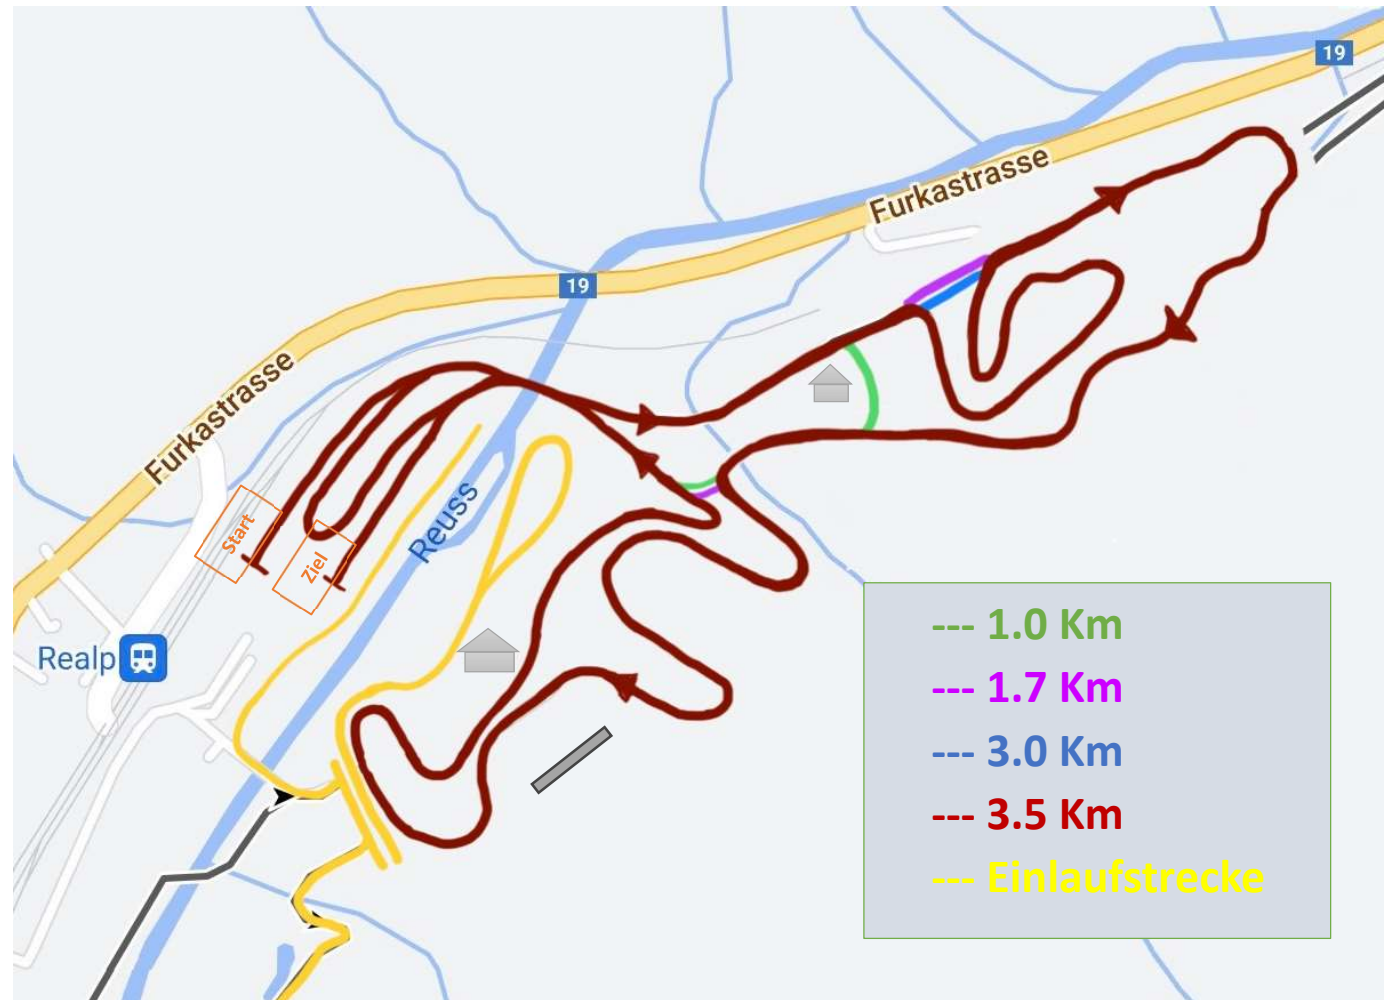 19
Furkastrasse
19
Furkastrasse
Start
Ziel
Reuss
Realp
--- 1.0 Km
--- 1.7 Km
--- 3.0 Km
--- 3.5 Km
--- Einlaufstrecke